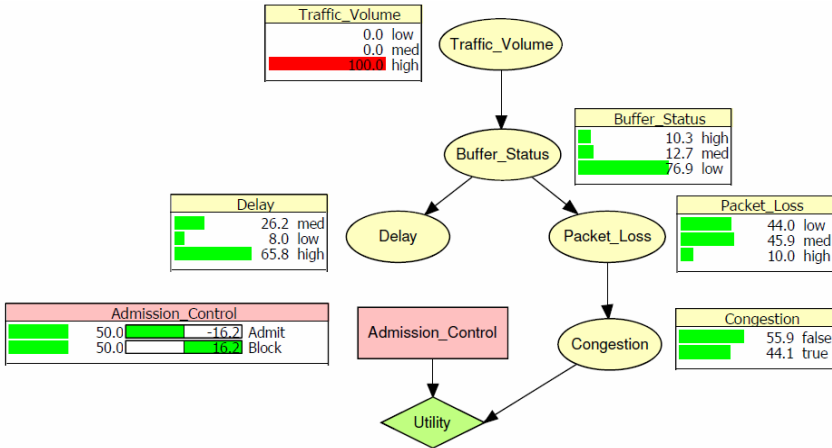 Traffic_Volume
0.0 low
0.0 med
100.0 high
Traffic_Volume
Buffer_Status
10.3 high
12.7 med
76.9 low
Buffer_Status
Delay
26.2 med
8.0 low
65.8 high
Delay
Packet_Loss
Packet_Loss
44.0 low
45.9 med
10.0 high
Admission_Control
50.0 -16.2 Admit
50.0 16.2 Block
Admission_Control
Congestion
Congestion
55.9 false
44.1 true
Utility